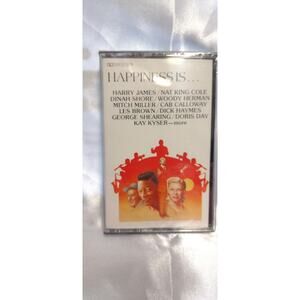 HAPPINESS IS...
HARRY JAMES/NAT KING COLE
DINAH SHORE/WOODY HERMAN
MITCH MILLER/CAB CALLOWAY
LES BROWN/DICK HAYMES
GEORGE SHEARING/DORIS DAY
KAY KYSER—more